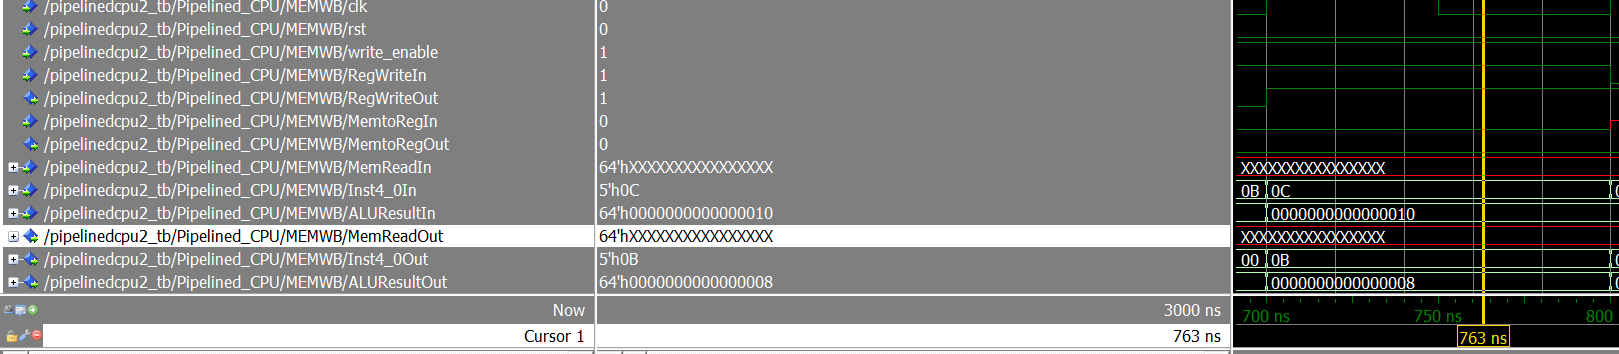 /pipelinedcpu2_tb/Pipelined_CPU/MEMWB/clk 0
/pipelinedcpu2_tb/Pipelined_CPU/MEMWB/rst 0
/pipelinedcpu2_tb/Pipelined_CPU/MEMWB/write_enable 1
/pipelinedcpu2_tb/Pipelined_CPU/MEMWB/RegWriteIn 1
/pipelinedcpu2_tb/Pipelined_CPU/MEMWB/RegWriteOut 1
/pipelinedcpu2_tb/Pipelined_CPU/MEMWB/MemtoRegIn 0
/pipelinedcpu2_tb/Pipelined_CPU/MEMWB/MemtoRegOut 0
/pipelinedcpu2_tb/Pipelined_CPU/MEMWB/MemReadIn 64'hXXXXXXXXXXXXXXXX XXXXXXXXXXXXXXXX
/pipelinedcpu2_tb/Pipelined_CPU/MEMWB/Inst4_0In 5'h0C 0B 0C
/pipelinedcpu2_tb/Pipelined_CPU/MEMWB/ALUResultIn 64'h0000000000000010 0000000000000010
/pipelinedcpu2_tb/Pipelined_CPU/MEMWB/MemReadOut 64'hXXXXXXXXXXXXXXXX XXXXXXXXXXXXXXXX
/pipelinedcpu2_tb/Pipelined_CPU/MEMWB/Inst4_0Out 5'h0B 00 0B
/pipelinedcpu2_tb/Pipelined_CPU/MEMWB/ALUResultOut 64'h0000000000000008 0000000000000008
Now 3000 ns 700 ns 750 ns 800
Cursor 1 763 ns 763 ns